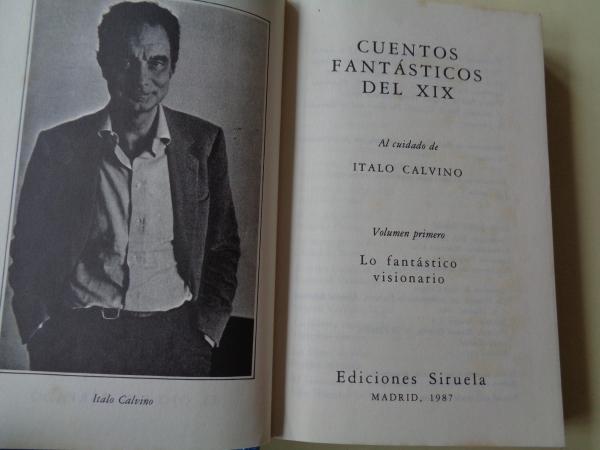 Italo Calvino
CUENTOS
FANTÁSTICOS
DEL XIX
Al cuidado de
ITALO CALVINO
Volumen primero
Lo fantástico
visionario
Ediciones Siruela
MADRID, 1987